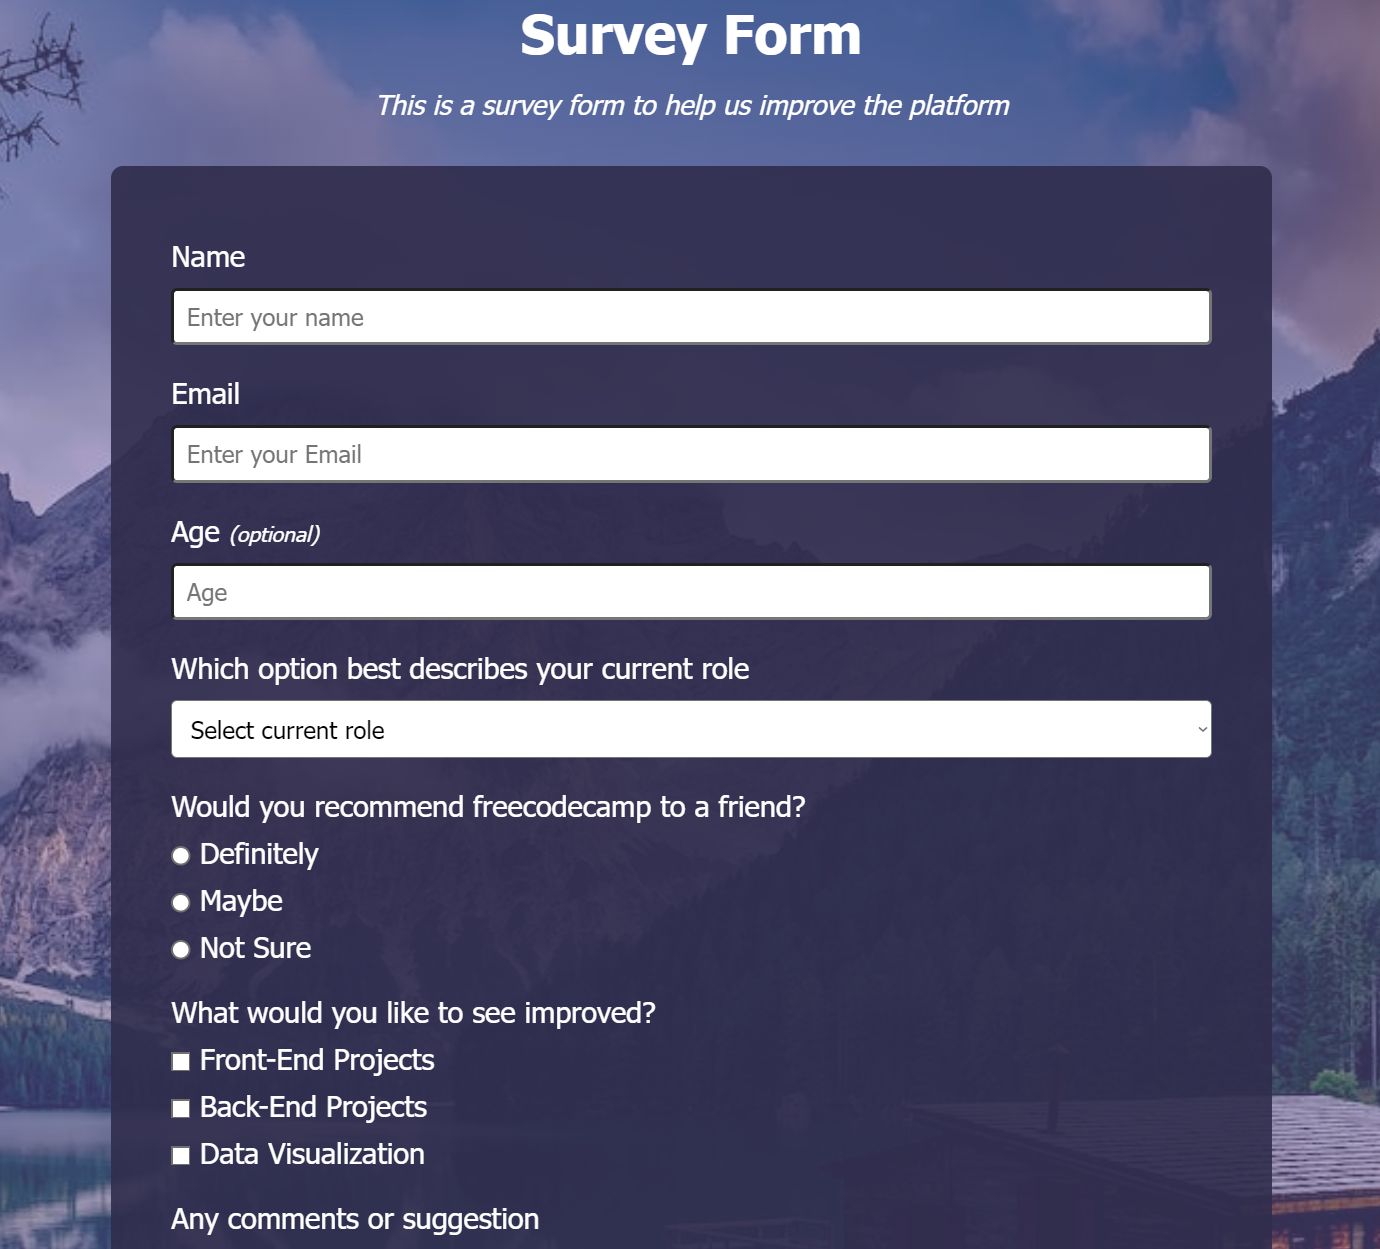 Survey Form
This is a survey form to help us improve the platform
Name
Enter your name
Email
Enter your Email
Age (optional)
Age
Which option best describes your current role
Select current role
Would you recommend freecodecamp to a friend?
Definitely
Maybe
Not Sure
What would you like to see improved?
Front-End Projects
Back-End Projects
Data Visualization
Any comments or suggestion